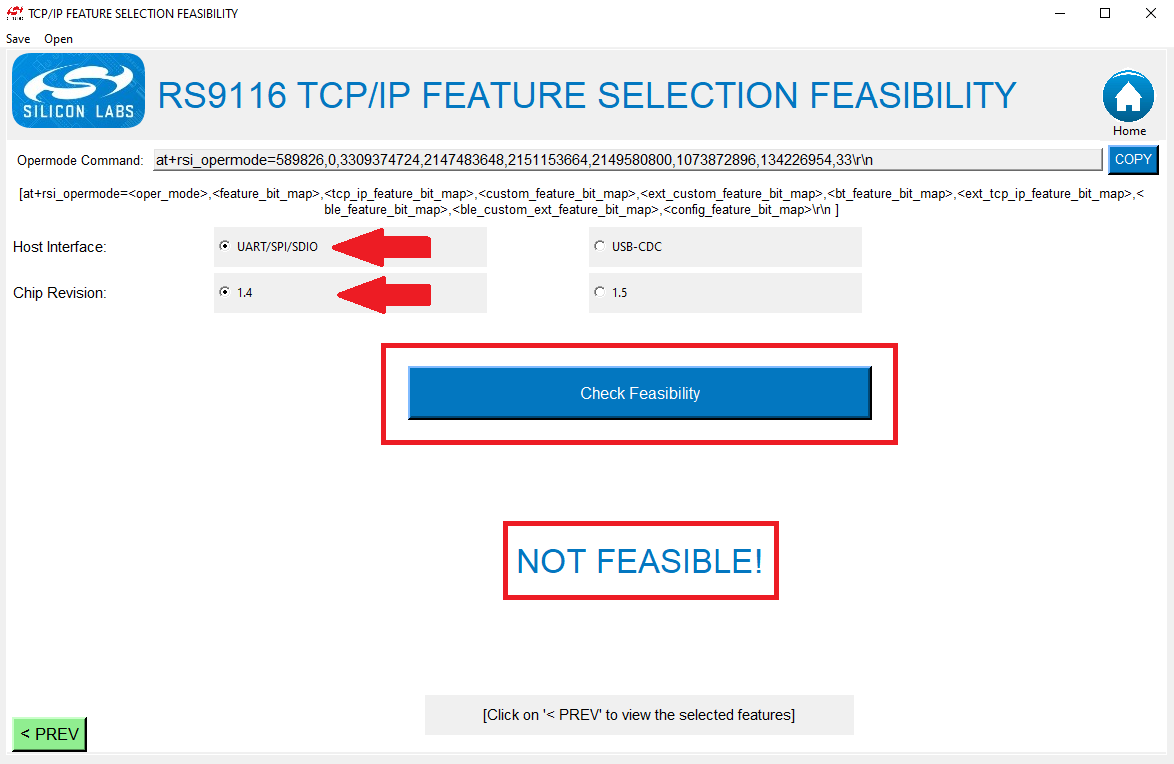 TCP/IP FEATURE SELECTION FEASIBILITY
Save Open
SILICON LABS
RS9116 TCP/IP FEATURE SELECTION FEASIBILITY
Home
Opermode Command: at+rsi_opermode=589826,0,3309374724,2147483648,2151153664,2149580800,1073872896,134226954,33\r\n COPY
[at+rsi_opermode=<oper_mode>,<feature_bit_map>,<tcp_ip_feature_bit_map>,<custom_feature_bit_map>,<ext_custom_feature_bit_map>,<bt_feature_bit_map>,<ext_tcp_ip_feature_bit_map>,<
ble_feature_bit_map>,<ble_custom_ext_feature_bit_map>,<config_feature_bit_map>\r\n ]
Host Interface: UART/SPI/SDIO USB-CDC
Chip Revision: 1.4 1.5
Check Feasibility
NOT FEASIBLE!
[Click on '< PREV' to view the selected features]
< PREV